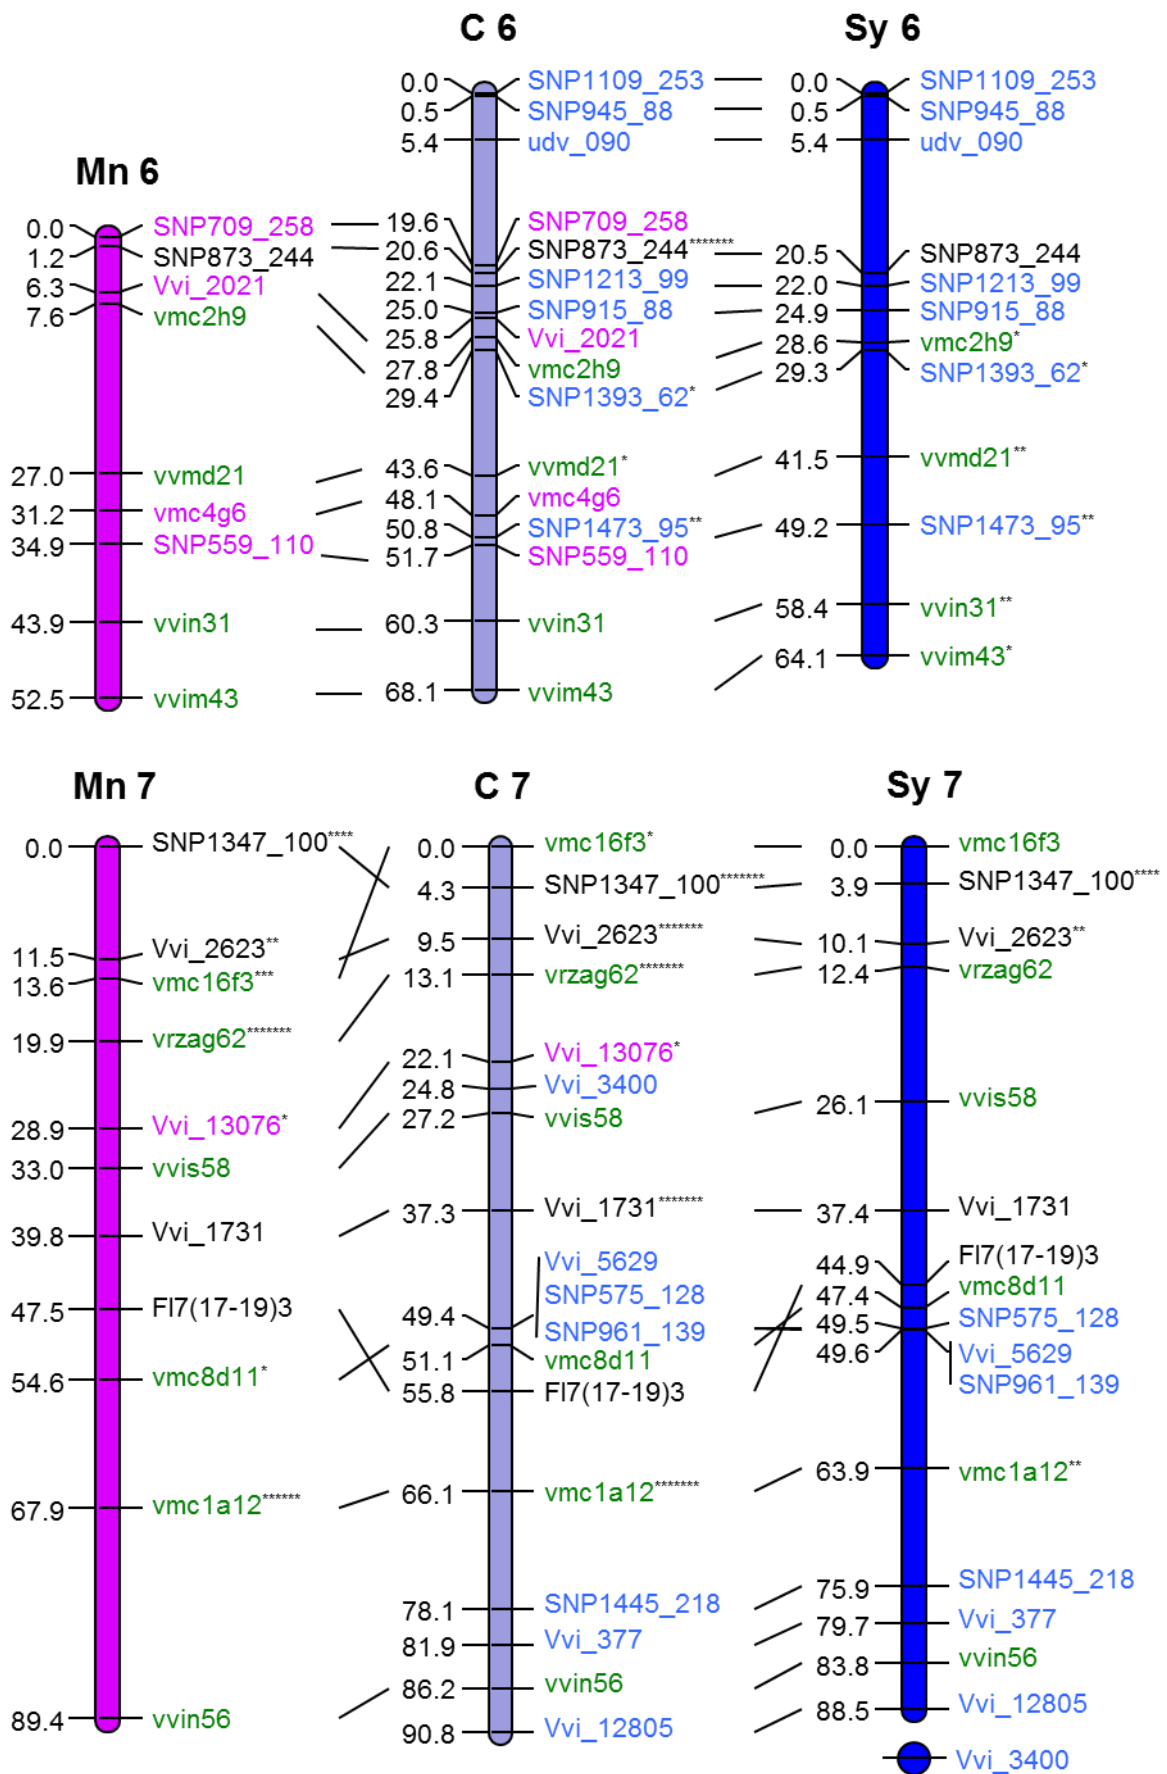 C 6
0.0 SNP1109_253
0.5 SNP945_88
5.4 udv_090
19.6 SNP709_258
20.6 SNP873_244*******
22.1 SNP1213_99
25.0 SNP915_88
25.8 Vvi_2021
27.8 vmc2h9
29.4 SNP1393_62*
43.6 vvmd21*
48.1 vmc4g6
50.8 SNP1473_95**
51.7 SNP559_110
60.3 vvin31
68.1 vvim43
Sy 6
0.0 SNP1109_253
0.5 SNP945_88
5.4 udv_090
20.5 SNP873_244
22.0 SNP1213_99
24.9 SNP915_88
28.6 vmc2h9*
29.3 SNP1393_62*
41.5 vvmd21**
49.2 SNP1473_95**
58.4 vvin31**
64.1 vvim43*
Mn 6
0.0 SNP709_258
1.2 SNP873_244
6.3 Vvi_2021
7.6 vmc2h9
27.0 vvmd21
31.2 vmc4g6
34.9 SNP559_110
43.9 vvin31
52.5 vvim43
Mn 7
0.0 SNP1347_100****
11.5 Vvi_2623**
13.6 vmc16f3***
19.9 vrzag62*******
28.9 Vvi_13076*
33.0 vvis58
39.8 Vvi_1731
47.5 Fl7(17-19)3
54.6 vmc8d11*
67.9 vmc1a12******
89.4 vvin56
C 7
0.0 vmc16f3*
4.3 SNP1347_100*******
9.5 Vvi_2623*******
13.1 vrzag62*******
22.1 Vvi_13076*
24.8 Vvi_3400
27.2 vvis58
37.3 Vvi_1731*******
Vvi_5629
SNP575_128
49.4 SNP961_139
51.1 vmc8d11
55.8 Fl7(17-19)3
66.1 vmc1a12*******
78.1 SNP1445_218
81.9 Vvi_377
86.2 vvin56
90.8 Vvi_12805
Sy 7
0.0 vmc16f3
3.9 SNP1347_100****
10.1 Vvi_2623**
12.4 vrzag62
26.1 vvis58
37.4 Vvi_1731
44.9 Fl7(17-19)3
47.4 vmc8d11
49.5 SNP575_128
49.6 Vvi_5629
SNP961_139
63.9 vmc1a12**
75.9 SNP1445_218
79.7 Vvi_377
83.8 vvin56
88.5 Vvi_12805
Vvi_3400